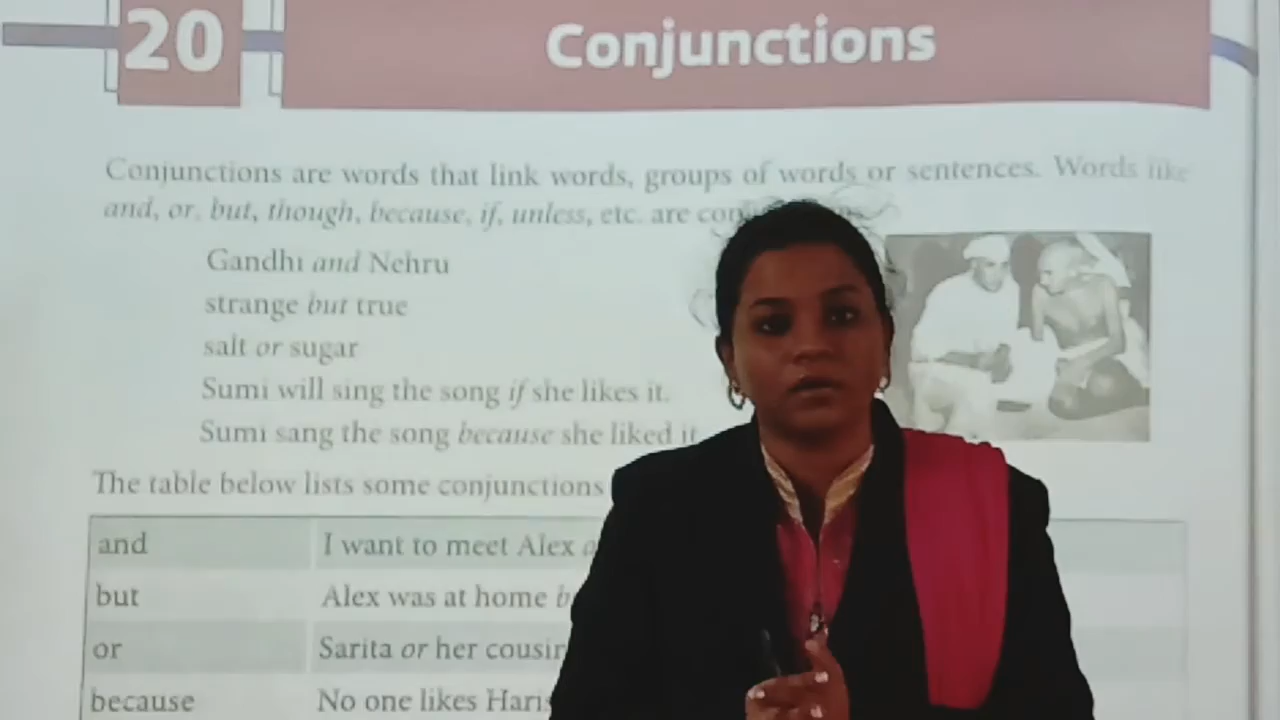 20 Conjunctions
Conjunctions are words that link words, groups of words or sentences. Words like
and, or, but, though, because, if, unless, etc. are
Gandhi and Nehru
strange but true
salt or sugar
Sumi will sing the song if she likes it.
Sumi sang the song because she liked it
The table below lists some conjunctions
and I want to meet Alex
but Alex was at home
or Sarita or her cousin
because No one likes